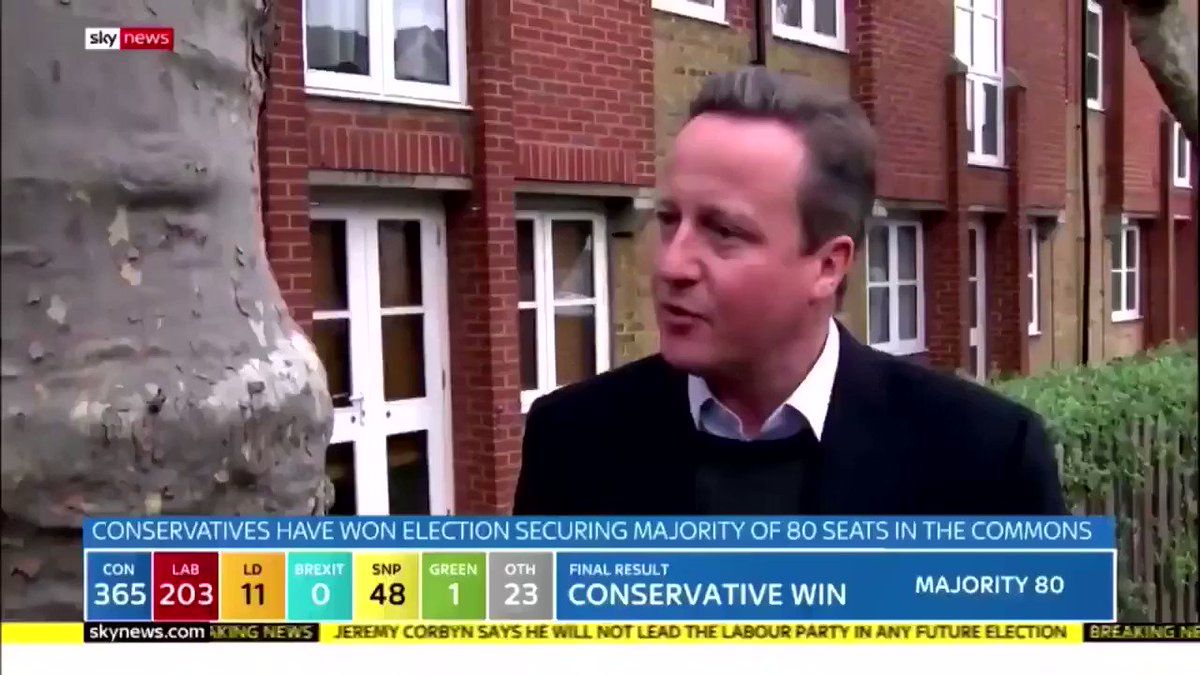 sky news
CONSERVATIVES HAVE WON ELECTION SECURING MAJORITY OF 80 SEATS IN THE COMMONS
CON LAB LD BREXIT SNP GREEN OTH
365 203 11 0 48 1 23
FINAL RESULT
CONSERVATIVE WIN
MAJORITY 80
skynews.com AKING NEWS JEREMY CORBYN SAYS HE WILL NOT LEAD THE LABOUR PARTY IN ANY FUTURE ELECTION BREAKING N